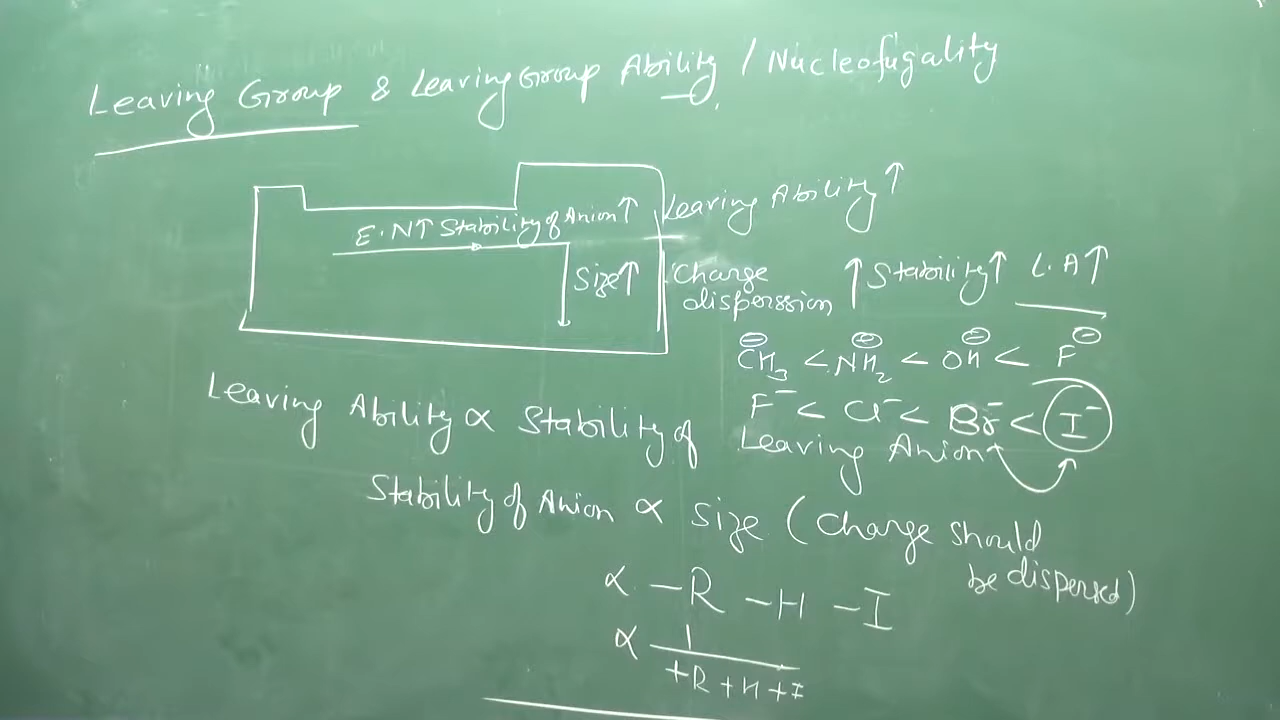 Leaving Group & Leaving Group Ability / Nucleofugality
E.N↑ Stability of Anion↑ Leaving Ability ↑
Size↑ Charge disperssion ↑ Stability↑ L.A↑
CH₃⊖ < NH₂⊖ < OH⊖ < F⊖
F⁻ < Cl⁻ < Br⁻ < I⁻
Leaving Ability ∝ Stability of Leaving Anion
Stability of Anion ∝ Size (Charge should
be dispersed)
∝ -R -H -I
∝ 1
+R +H +I